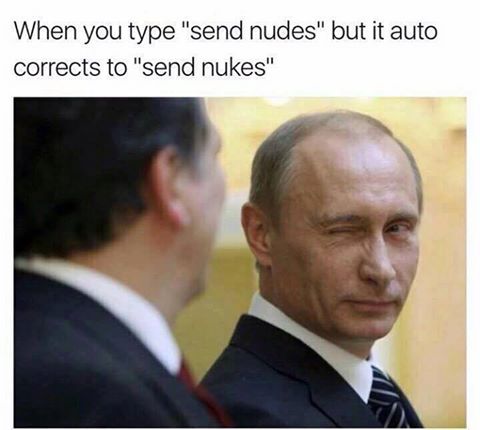 When you type "send nudes" but it auto
corrects to "send nukes"